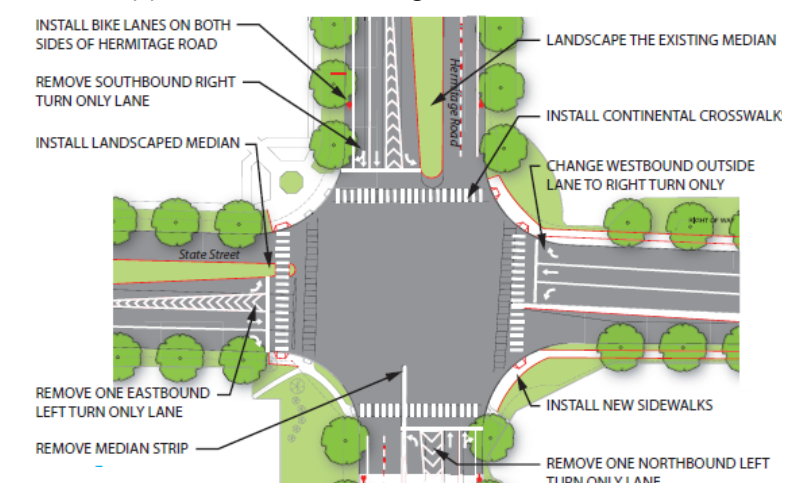 INSTALL BIKE LANES ON BOTH
SIDES OF HERMITAGE ROAD
REMOVE SOUTHBOUND RIGHT
TURN ONLY LANE
INSTALL LANDSCAPED MEDIAN
State Street
REMOVE ONE EASTBOUND
LEFT TURN ONLY LANE
REMOVE MEDIAN STRIP
Hermitage Road
LANDSCAPE THE EXISTING MEDIAN
INSTALL CONTINENTAL CROSSWALK
CHANGE WESTBOUND OUTSIDE
LANE TO RIGHT TURN ONLY
RIGHT OF WAY
INSTALL NEW SIDEWALKS
REMOVE ONE NORTHBOUND LEFT
TURN ONLY LANE